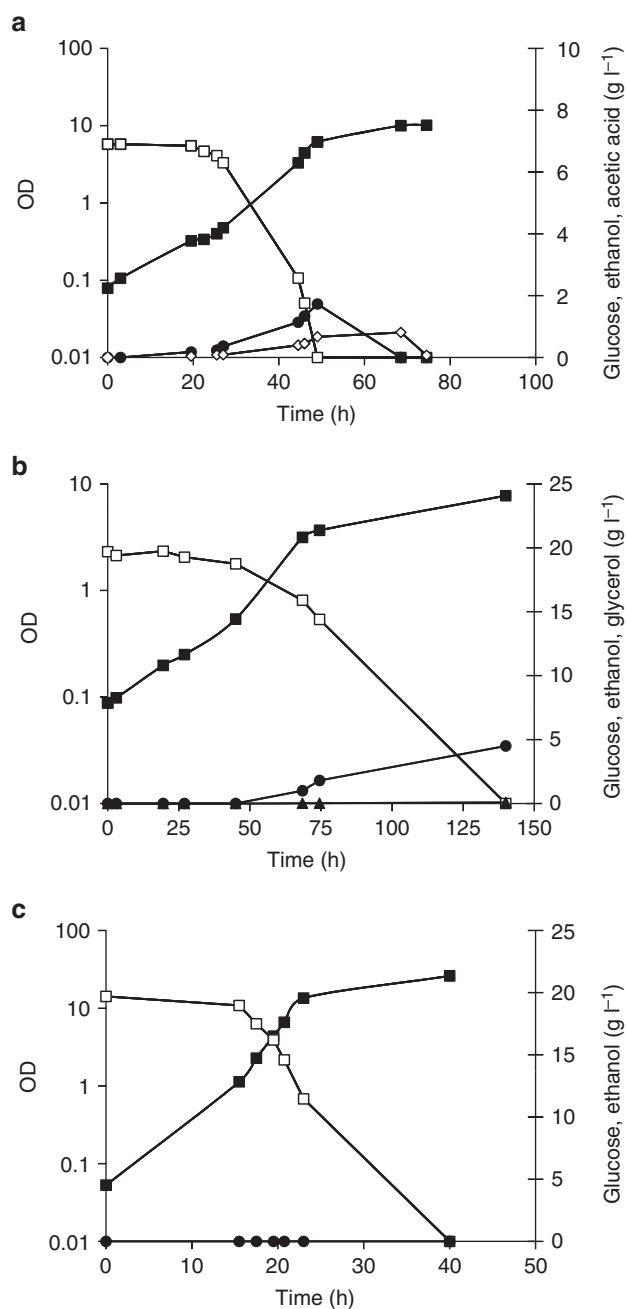 a
100
10
1
0.1
0.01
OD
10
8
6
4
2
0
Glucose, ethanol, acetic acid (g l⁻¹)
0 20 40 60 80 100
Time (h)
b
10
1
0.1
0.01
OD
25
20
15
10
5
0
Glucose, ethanol, glycerol (g l⁻¹)
0 25 50 75 100 125 150
Time (h)
c
100
10
1
0.1
0.01
OD
25
20
15
10
5
0
Glucose, ethanol (g l⁻¹)
0 10 20 30 40 50
Time (h)